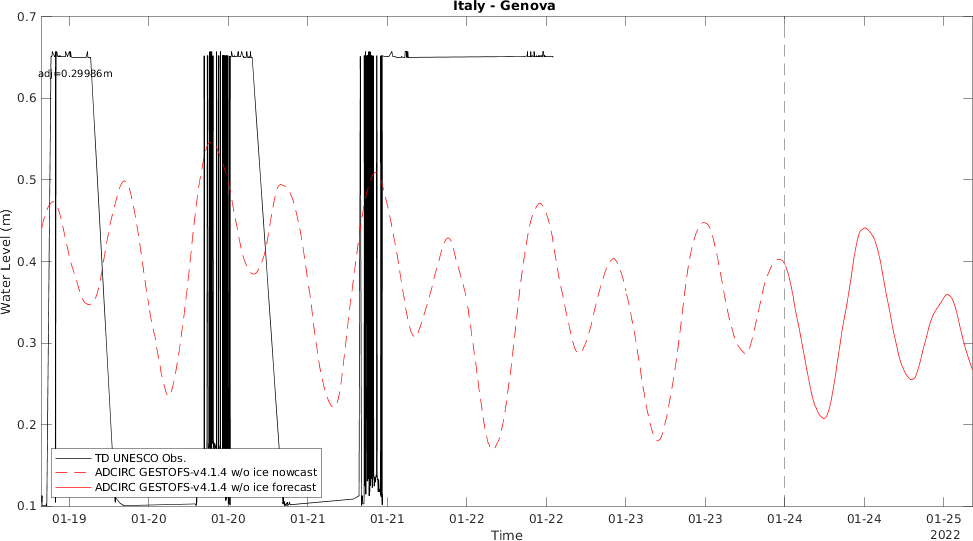 Italy - Genova
0.7
0.6
0.5
0.4
0.3
0.2
0.1
Water Level (m)
adj=0.29986m
TD UNESCO Obs.
ADCIRC GESTOFS-v4.1.4 w/o ice nowcast
ADCIRC GESTOFS-v4.1.4 w/o ice forecast
01-19 01-20 01-20 01-21 01-21 01-22 01-22 01-23 01-23 01-24 01-24 01-25
Time
2022